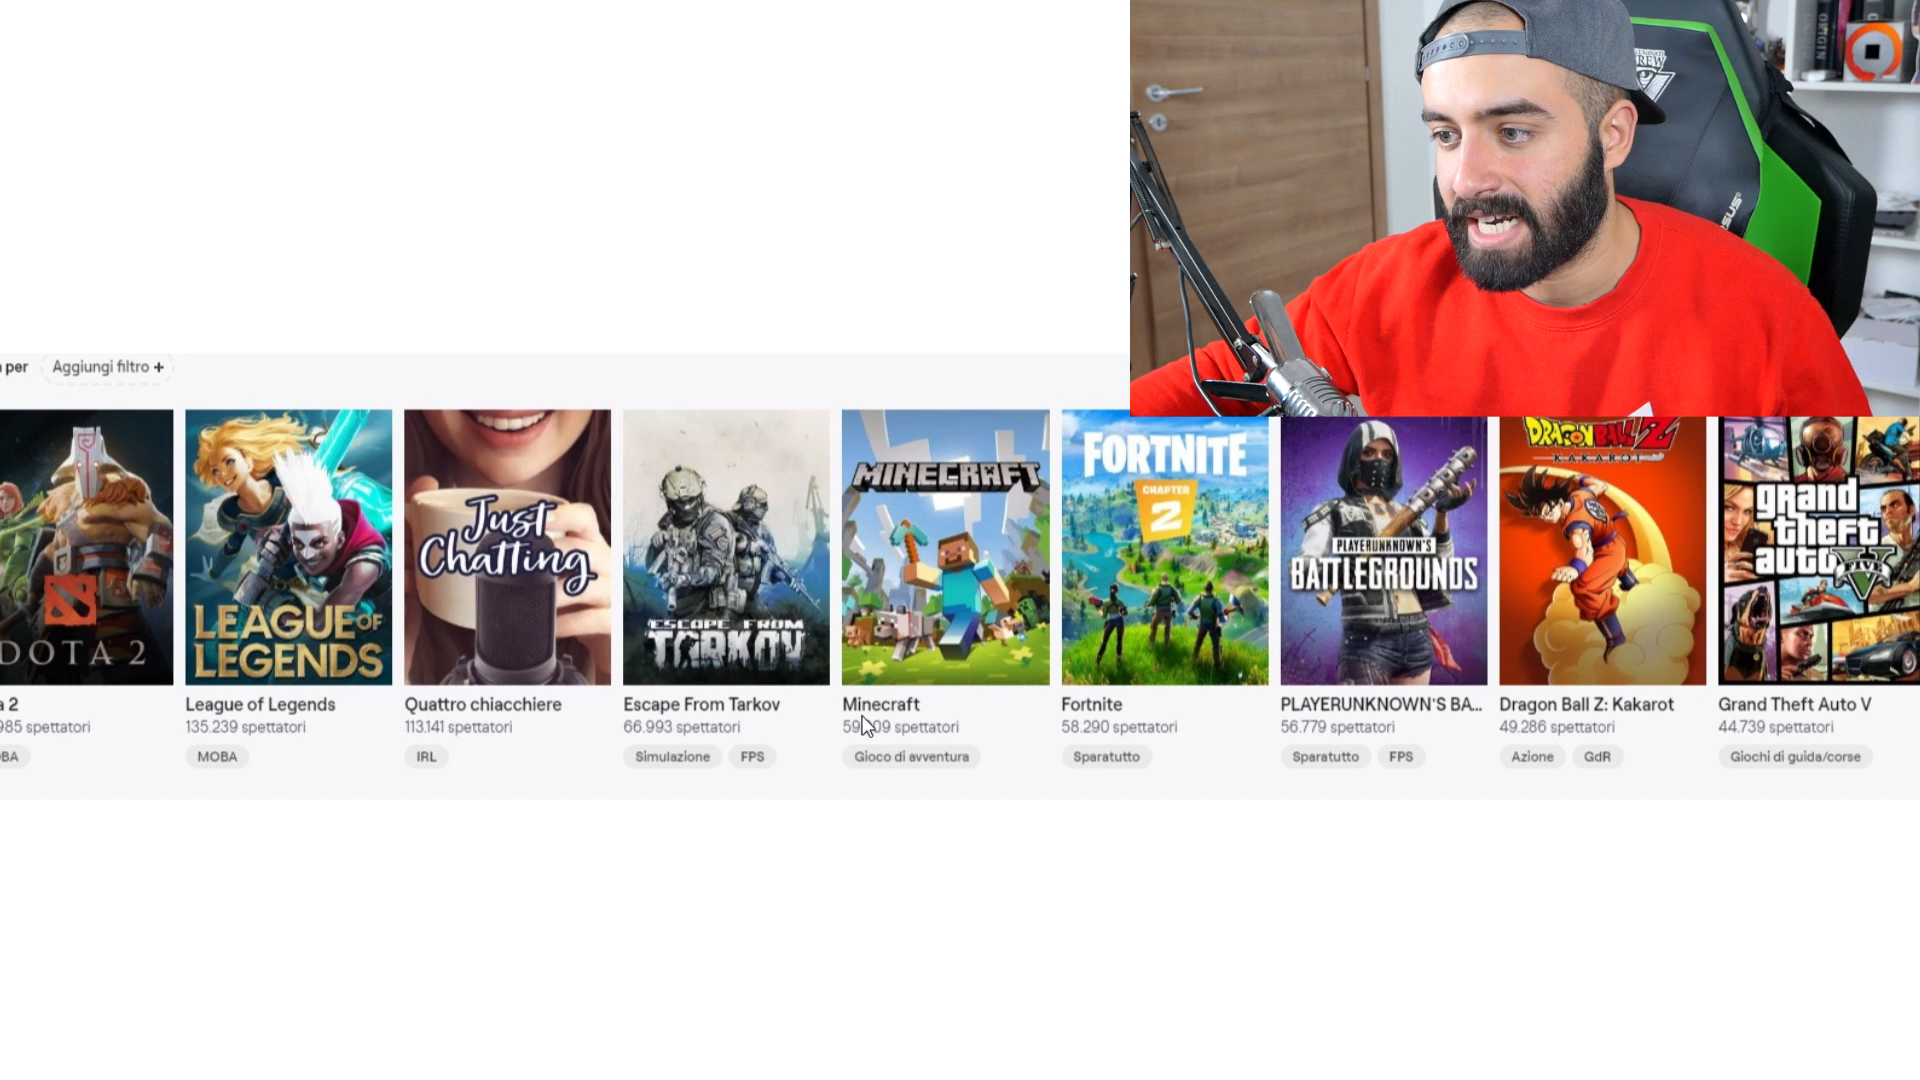 per
Aggiungi filtro +
DOTA 2
LEAGUE OF
LEGENDS
Just
Chatting
ESCAPE FROM
TARKOV
MINECRAFT
FORTNITE
CHAPTER
2
PLAYERUNKNOWN'S
BATTLEGROUNDS
DRAGON BALL Z
KAKAROT
grand
theft
auto
FIVE
2
League of Legends
Quattro chiacchiere
Escape From Tarkov
Minecraft
Fortnite
PLAYERUNKNOWN'S BA...
Dragon Ball Z: Kakarot
Grand Theft Auto V
985 spettatori
135.239 spettatori
113.141 spettatori
66.993 spettatori
spettatori
58.290 spettatori
56.779 spettatori
49.286 spettatori
44.739 spettatori
BA
MOBA
IRL
Simulazione
FPS
Gioco di avventura
Sparatutto
Sparatutto
FPS
Azione
GdR
Giochi di guida/corse
ORIGIN